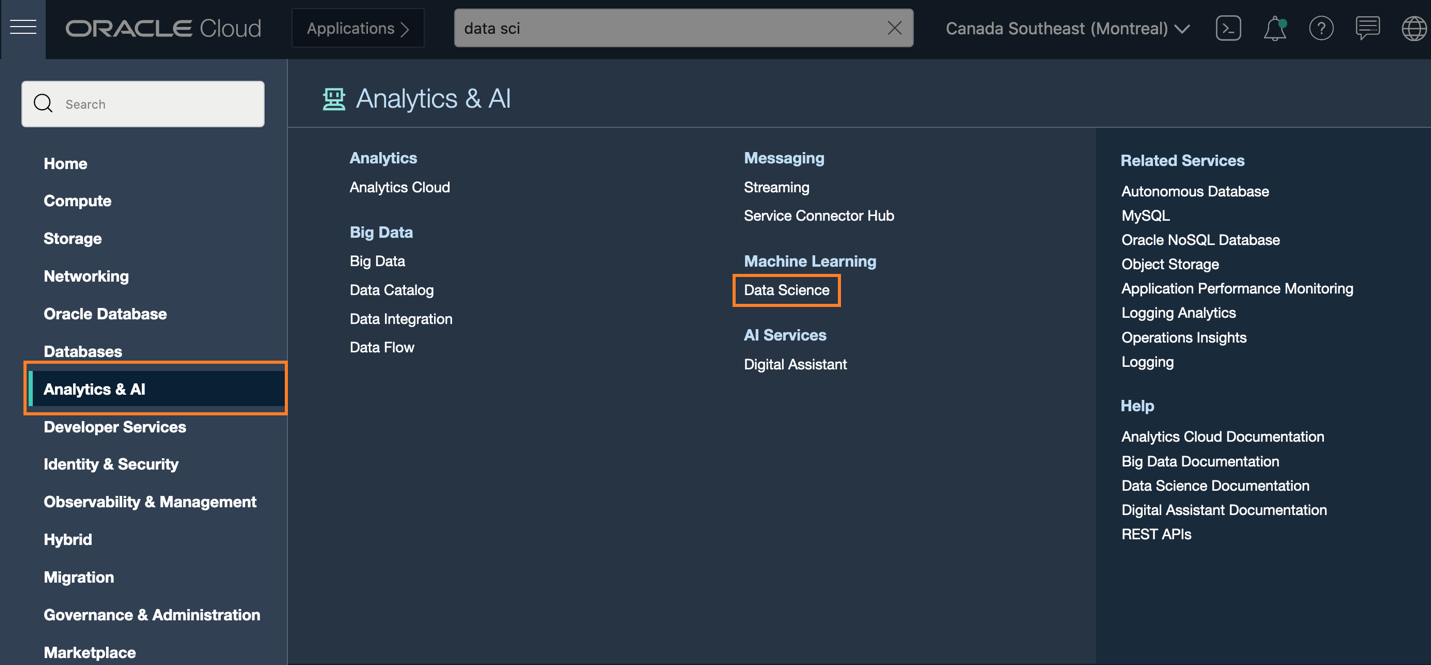 ORACLE Cloud
Applications
data sci
Canada Southeast (Montreal)
Search
Home
Compute
Storage
Networking
Oracle Database
Databases
Analytics & AI
Developer Services
Identity & Security
Observability & Management
Hybrid
Migration
Governance & Administration
Marketplace
Analytics & AI
Analytics
Analytics Cloud
Big Data
Big Data
Data Catalog
Data Integration
Data Flow
Messaging
Streaming
Service Connector Hub
Machine Learning
Data Science
AI Services
Digital Assistant
Related Services
Autonomous Database
MySQL
Oracle NoSQL Database
Object Storage
Application Performance Monitoring
Logging Analytics
Operations Insights
Logging
Help
Analytics Cloud Documentation
Big Data Documentation
Data Science Documentation
Digital Assistant Documentation
REST APIs